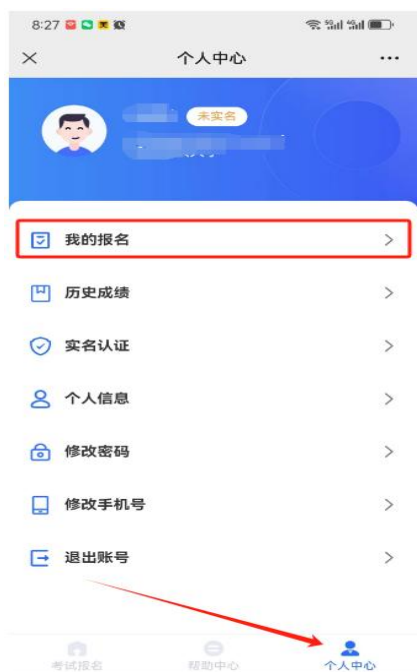 8:27
个人中心
未实名
我的报名
历史成绩
实名认证
个人信息
修改密码
修改手机号
退出账号
考试报名
帮助中心
个人中心